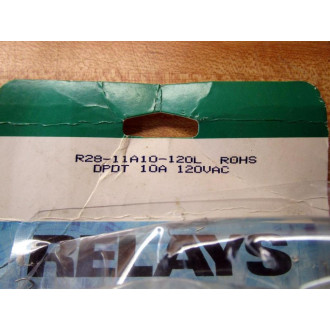 R28-11A10-120L ROHS
DPDT 10A 120VAC
RELAYS